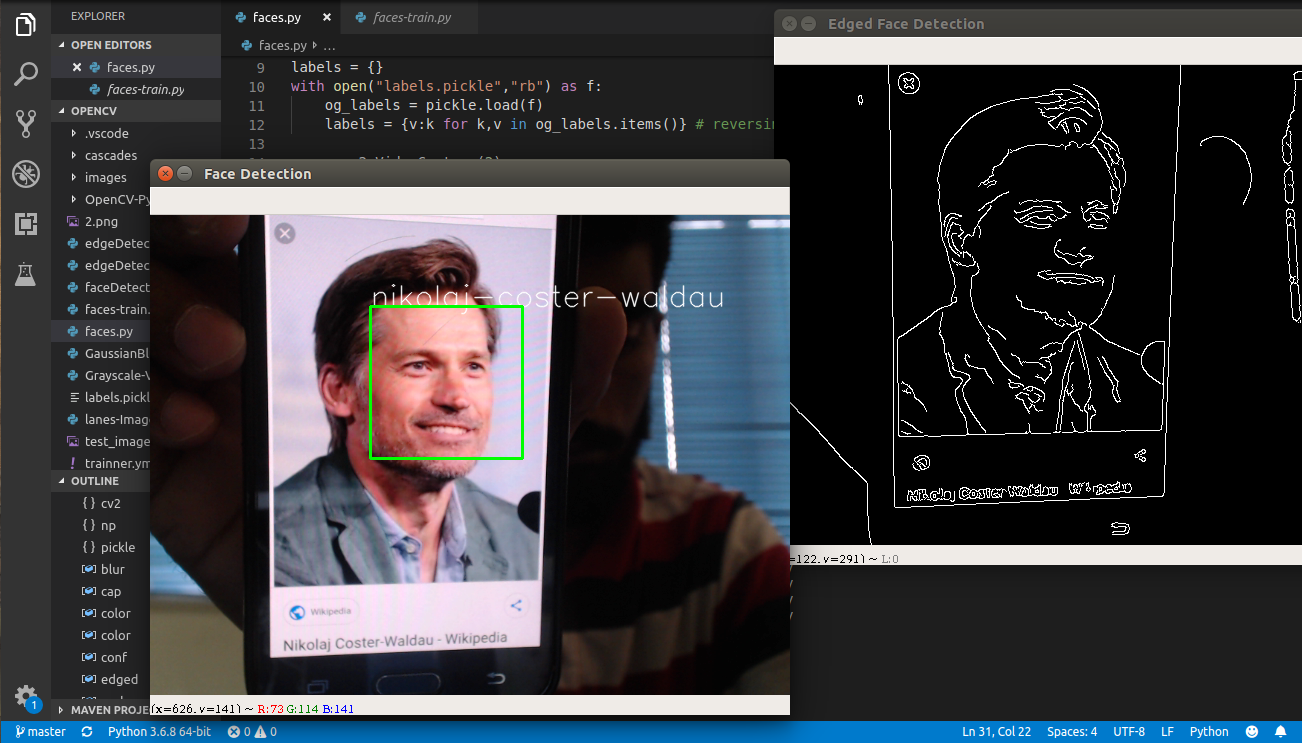 EXPLORER
OPEN EDITORS
faces.py
faces-train.py
OPENCV
.vscode
cascades
images
OpenCV-Py
2.png
edgeDetec
edgeDetec
faceDetect
faces-train.
faces.py
GaussianBl
Grayscale-V
labels.pickl
lanes-Imag
test_image
trainner.ym
OUTLINE
{ } cv2
{ } np
{ } pickle
blur
cap
color
color
conf
edged
MAVEN PROJE
faces.py
faces-train.py
faces.py
9 labels = {}
10 with open("labels.pickle","rb") as f:
11 og_labels = pickle.load(f)
12 labels = {v:k for k,v in og_labels.items()} # reversin
13
Face Detection
nikolaj-coster-waldau
Wikipedia
Nikolaj Coster-Waldau - Wikipedia
(x=626, y=141) ~ R:73 G:114 B:141
Edged Face Detection
Nikolaj Coster Waldau Wikipedia
=122, y=291) ~ L:0
1
master
Python 3.6.8 64-bit
0
0
Ln 31, Col 22
Spaces: 4
UTF-8
LF
Python